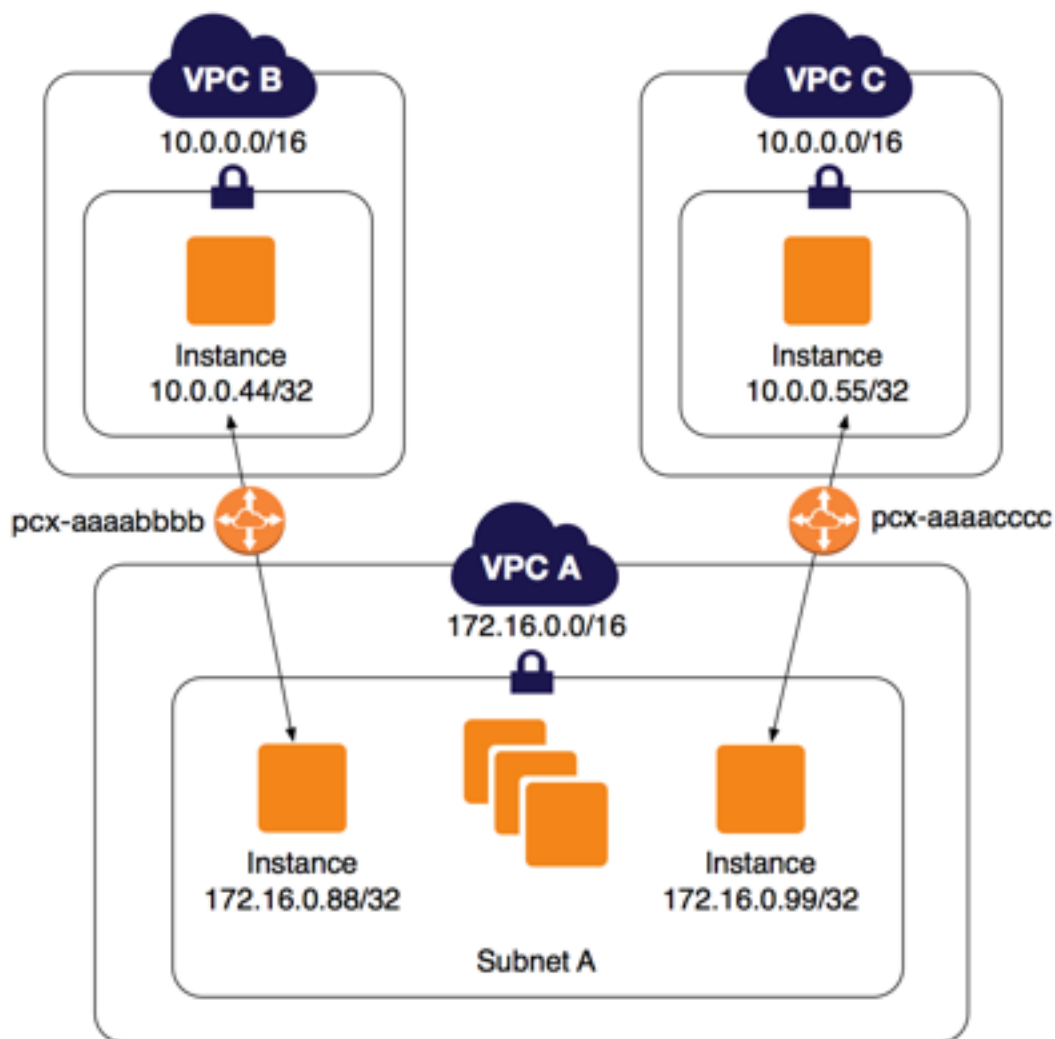 VPC B
10.0.0.0/16
Instance
10.0.0.44/32
VPC C
10.0.0.0/16
Instance
10.0.0.55/32
pcx-aaaabbbb
pcx-aaaacccc
VPC A
172.16.0.0/16
Instance
172.16.0.88/32
Instance
172.16.0.99/32
Subnet A